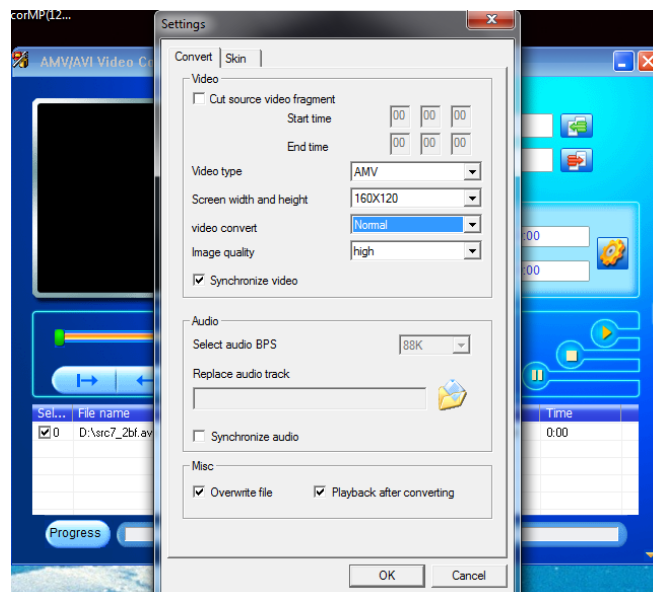 corMP(12...
Settings
AMV/AVI Video Co
Convert Skin
Video
Cut source video fragment
Start time 00 00 00
End time 00 00 00
Video type AMV
Screen width and height 160X120
video convert Normal
:00
Image quality high
:00
Synchronize video
Audio
Select audio BPS 88K
Replace audio track
Sel... File name Time
0 D:\src7_2bf.av 0:00
Synchronize audio
Misc
Overwrite file Playback after converting
Progress
OK Cancel